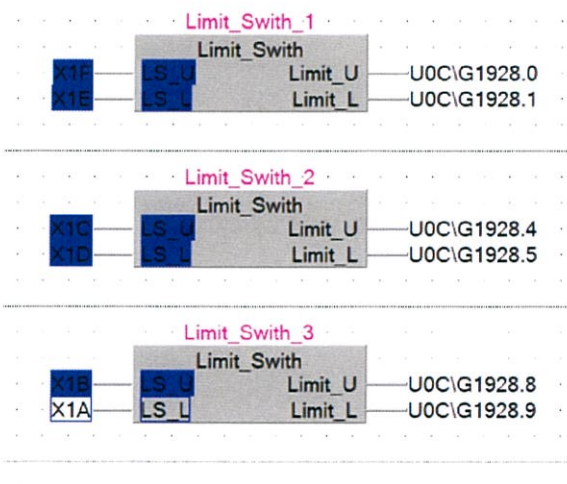 Limit_Swith_1
Limit_Swith
X1F LS_U Limit_U U0C\G1928.0
X1E LS_L Limit_L U0C\G1928.1
Limit_Swith_2
Limit_Swith
X1C LS_U Limit_U U0C\G1928.4
X1D LS_L Limit_L U0C\G1928.5
Limit_Swith_3
Limit_Swith
X1B LS_U Limit_U U0C\G1928.8
X1A LS_L Limit_L U0C\G1928.9